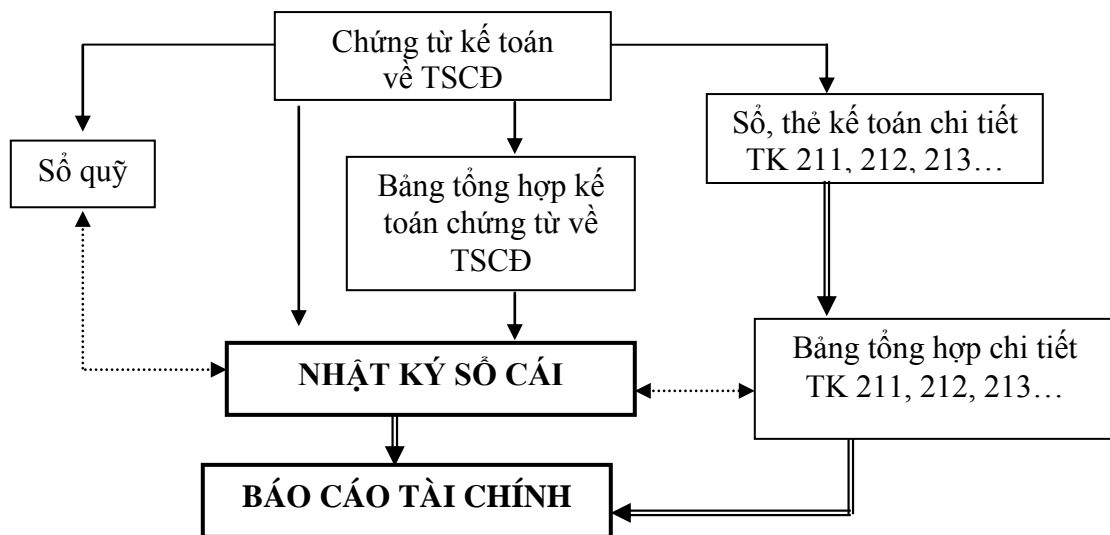 Chứng từ kế toán
về TSCĐ
Sổ quỹ
Bảng tổng hợp kế
toán chứng từ về
TSCĐ
Sổ, thẻ kế toán chi tiết
TK 211, 212, 213…
NHẬT KÝ SỔ CÁI
Bảng tổng hợp chi tiết
TK 211, 212, 213…
BÁO CÁO TÀI CHÍNH